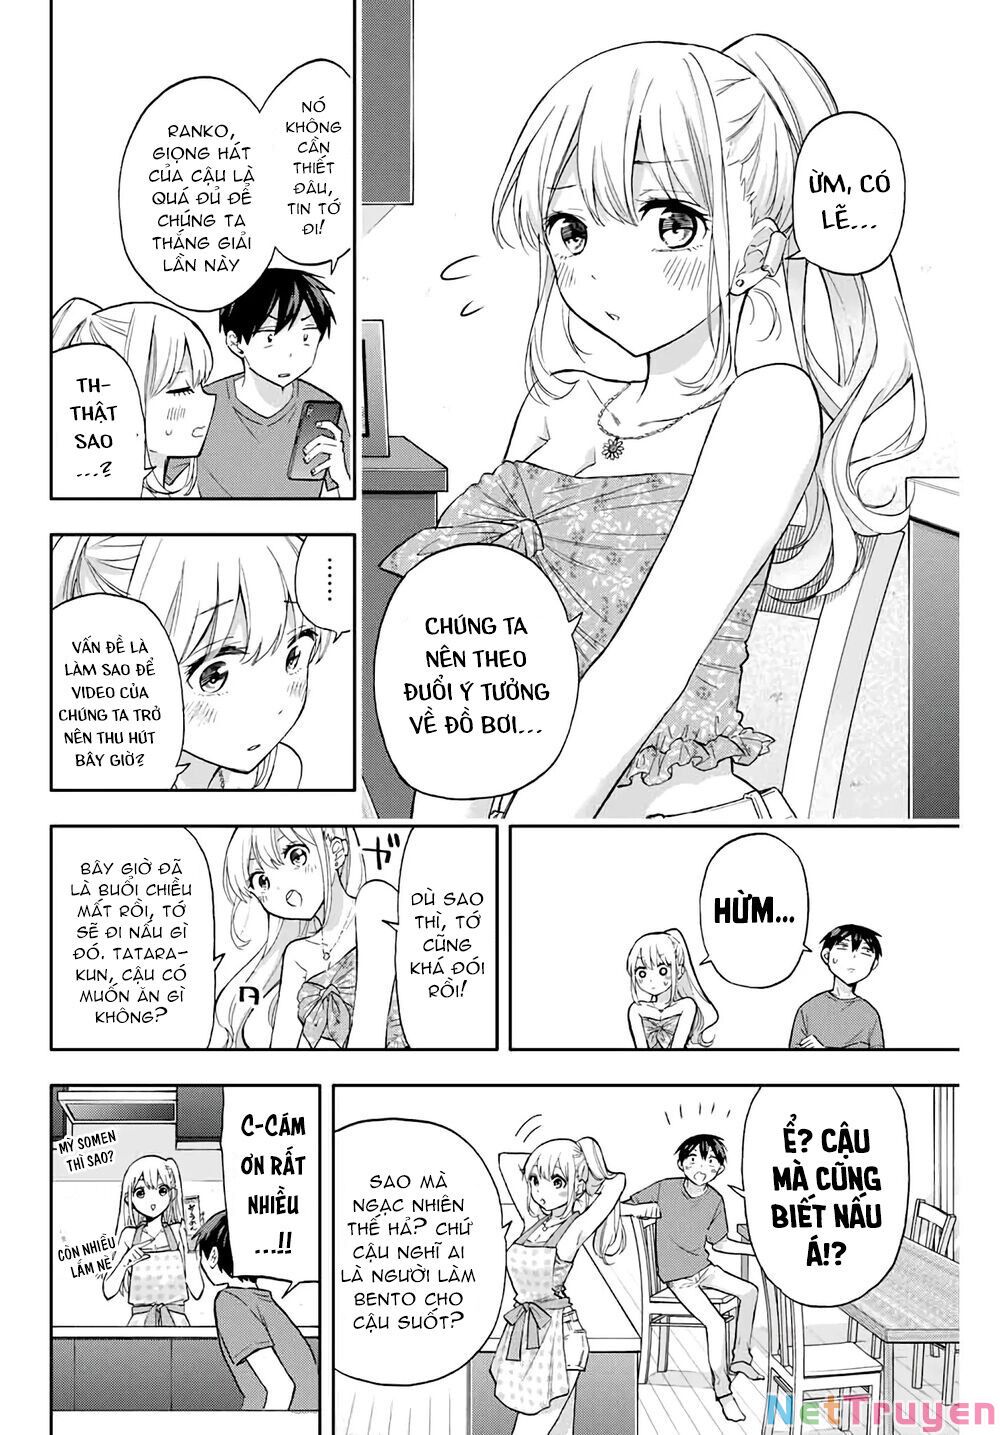 ỪM, CÓ
LẼ...
CHÚNG TA
NÊN THEO
ĐUỔI Ý TƯỞNG
VỀ ĐỒ BƠI...
NÓ
KHÔNG
CẦN
THIẾT
ĐÂU,
TIN TỚ
ĐI!
RANKO,
GIỌNG HÁT
CỦA CẬU LÀ
QUÁ ĐỦ ĐỂ
CHÚNG TA
THẮNG GIẢI
LẦN NÀY
TH-
THẬT
SAO
...?
......
VẤN ĐỀ LÀ
LÀM SAO ĐỂ
VIDEO CỦA
CHÚNG TA TRỞ
NÊN THU HÚT
BÂY GIỜ?
HỪM...
ガタ
DÙ SAO
THÌ, TỚ
CŨNG
KHÁ ĐÓI
RỒI!
BÂY GIỜ ĐÃ
LÀ BUỔI CHIỀU
MẤT RỒI, TỚ
SẼ ĐI NẤU GÌ
ĐÓ. TATARA-
KUN, CẬU CÓ
MUỐN ĂN GÌ
KHÔNG?
Ể? CẬU
MÀ CŨNG
BIẾT NẤU
Á!?
SAO MÀ
NGẠC NHIÊN
THẾ HẢ? CHỨ
CẬU NGHĨ AI
LÀ NGƯỜI LÀM
BENTO CHO
CẬU SUỐT?
C-CÁM
ƠN RẤT
NHIỀU
...!!
MỲ SOMEN
THÌ SAO?
CÒN NHIỀU
LẮM NÈ
NetTruyen